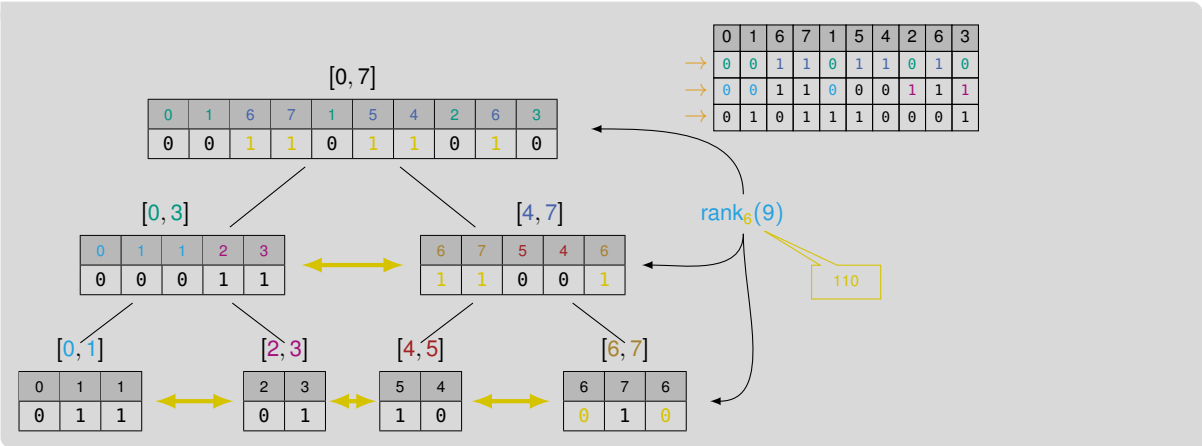 0 1 6 7 1 5 4 2 6 3
→ 0 0 1 1 0 1 1 0 1 0
→ 0 0 1 1 0 0 0 1 1 1
→ 0 1 0 1 1 1 0 0 0 1
[0, 7]
0 1 6 7 1 5 4 2 6 3
0 0 1 1 0 1 1 0 1 0
[0, 3]
0 1 1 2 3
0 0 0 1 1
[4, 7]
6 7 5 4 6
1 1 0 0 1
rank₆(9)
110
[0, 1]
0 1 1
0 1 1
[2, 3]
2 3
0 1
[4, 5]
5 4
1 0
[6, 7]
6 7 6
0 1 0